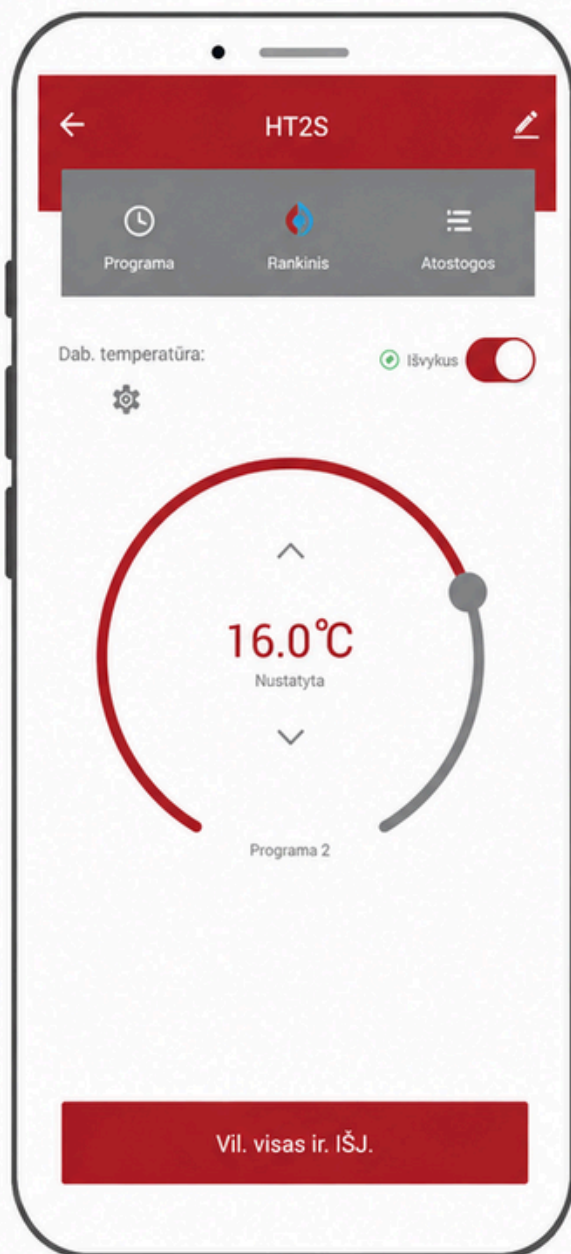 HT2S
Programa
Rankinis
Atostogos
Dab. temperatūra:
Išvykus
16.0°C
Nustatyta
Programa 2
Vil. visas ir. IŠJ.